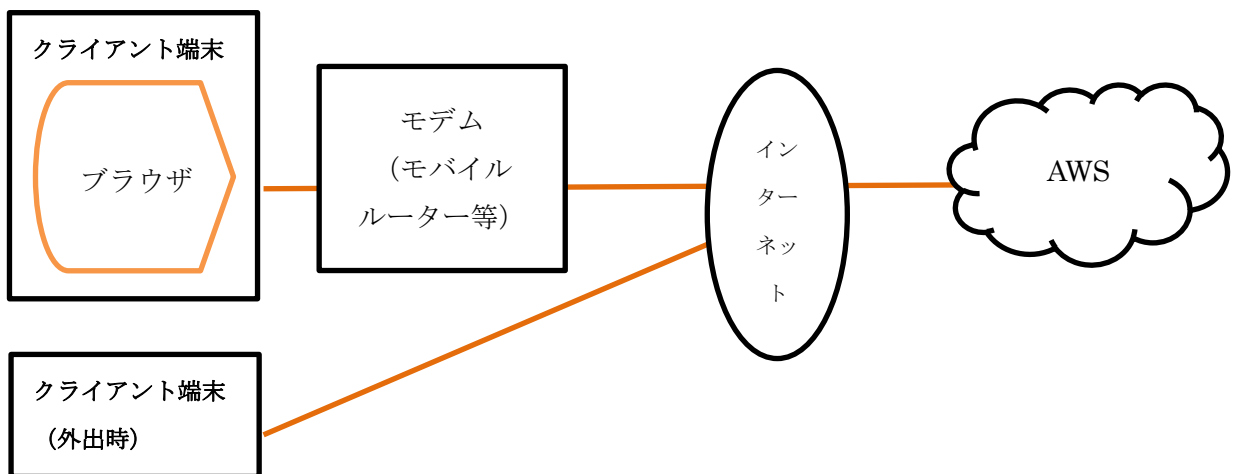 クライアント端末
ブラウザ
モデム
（モバイル
ルーター等）
イン
ター
ネッ
ト
AWS
クライアント端末
（外出時）